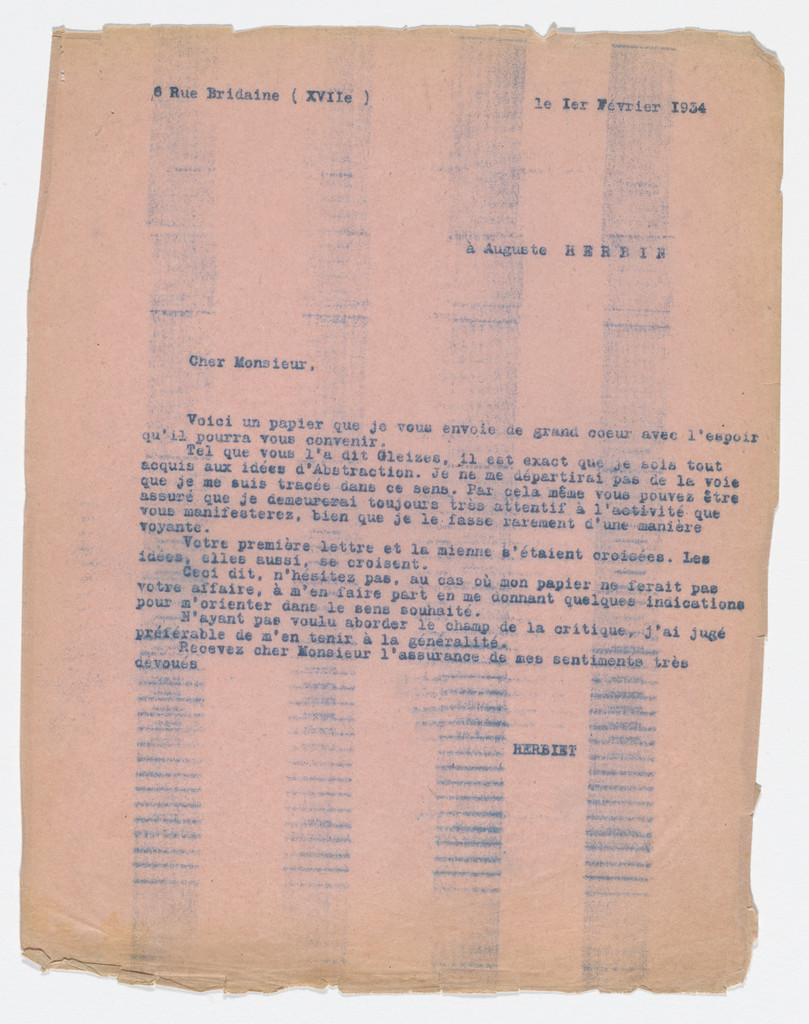 6 Rue Bridaine ( XVIIe )
le Ier Février 1934
à Auguste H E R B I N
Cher Monsieur,
Voici un papier que je vous envoie de grand coeur avec l'espoir
qu'il pourra vous convenir.
Tel que vous l'a dit Gleizes, il est exact que je sois tout
acquis aux idées d'Abstraction. Je ne me départirai pas de la voie
que je me suis tracée dans ce sens. Par cela même vous pouvez être
assuré que je demeurerai toujours très attentif à l'activité que
vous manifesterez, bien que je le fasse rarement d'une manière
voyante.
Votre première lettre et la mienne s'étaient croisées. Les
idées, elles aussi, se croisent.
Ceci dit, n'hésitez pas, au cas où mon papier ne ferait pas
votre affaire, à m'en faire part en me donnant quelques indications
pour m'orienter dans le sens souhaité.
N'ayant pas voulu aborder le champ de la critique, j'ai jugé
préférable de m'en tenir à la généralité.
Recevez cher Monsieur l'assurance de mes sentiments très
dévoués
HERBIET